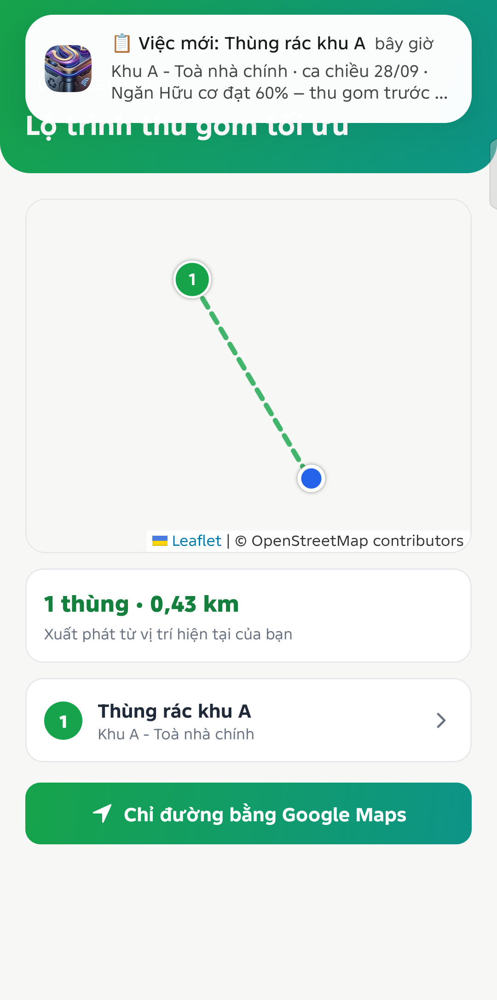 📋 Việc mới: Thùng rác khu A bây giờ
Khu A - Toà nhà chính · ca chiều 28/09 ·
Ngăn Hữu cơ đạt 60% – thu gom trước ...
Lộ trình thu gom tối ưu
1
Leaflet | © OpenStreetMap contributors
1 thùng • 0,43 km
Xuất phát từ vị trí hiện tại của bạn
1
Thùng rác khu A
Khu A - Toà nhà chính
Chỉ đường bằng Google Maps